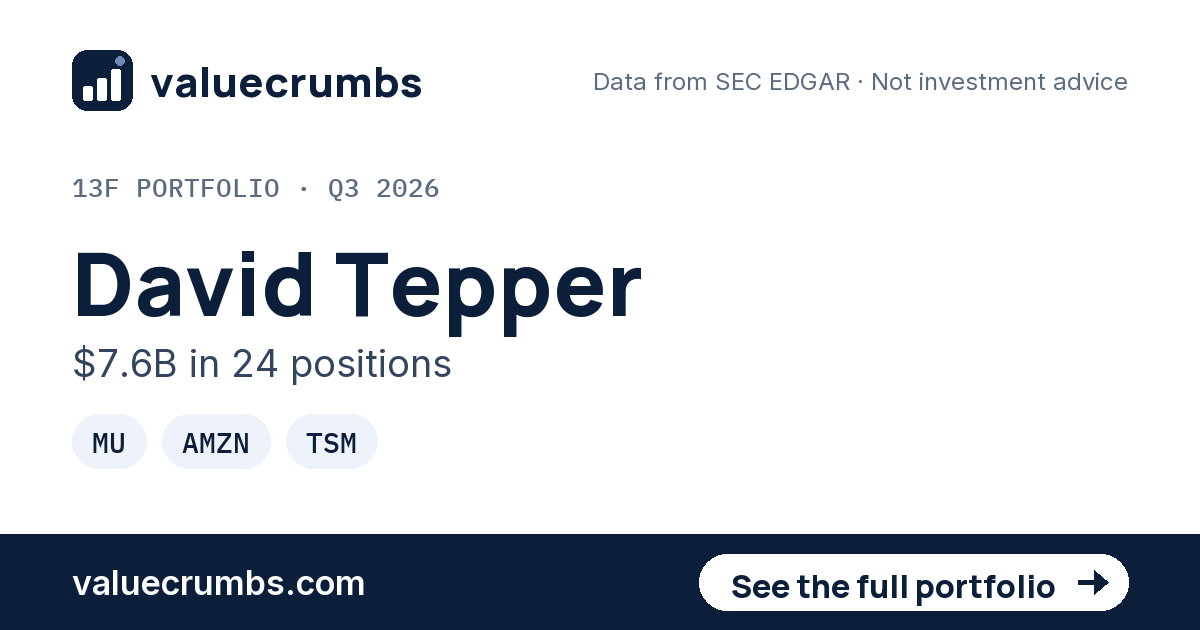 valuecrumbs
Data from SEC EDGAR · Not investment advice
13F PORTFOLIO · Q3 2026
David Tepper
$7.6B in 24 positions
MU AMZN TSM
valuecrumbs.com
See the full portfolio →